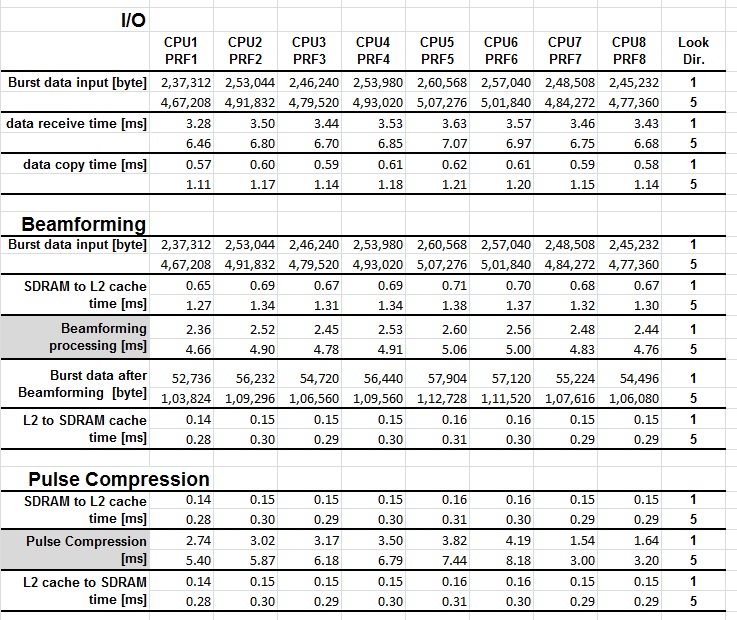 I/O
CPU1 CPU2 CPU3 CPU4 CPU5 CPU6 CPU7 CPU8 Look
PRF1 PRF2 PRF3 PRF4 PRF5 PRF6 PRF7 PRF8 Dir.
Burst data input [byte] 2,37,312 2,53,044 2,46,240 2,53,980 2,60,568 2,57,040 2,48,508 2,45,232 1
4,67,208 4,91,832 4,79,520 4,93,020 5,07,276 5,01,840 4,84,272 4,77,360 5
data receive time [ms] 3.28 3.50 3.44 3.53 3.63 3.57 3.46 3.43 1
6.46 6.80 6.70 6.85 7.07 6.97 6.75 6.68 5
data copy time [ms] 0.57 0.60 0.59 0.61 0.62 0.61 0.59 0.58 1
1.11 1.17 1.14 1.18 1.21 1.20 1.15 1.14 5
Beamforming
Burst data input [byte] 2,37,312 2,53,044 2,46,240 2,53,980 2,60,568 2,57,040 2,48,508 2,45,232 1
4,67,208 4,91,832 4,79,520 4,93,020 5,07,276 5,01,840 4,84,272 4,77,360 5
SDRAM to L2 cache 0.65 0.69 0.67 0.69 0.71 0.70 0.68 0.67 1
time [ms] 1.27 1.34 1.31 1.34 1.38 1.37 1.32 1.30 5
Beamforming 2.36 2.52 2.45 2.53 2.60 2.56 2.48 2.44 1
processing [ms] 4.66 4.90 4.78 4.91 5.06 5.00 4.83 4.76 5
Burst data after 52,736 56,232 54,720 56,440 57,904 57,120 55,224 54,496 1
Beamforming [byte] 1,03,824 1,09,296 1,06,560 1,09,560 1,12,728 1,11,520 1,07,616 1,06,080 5
L2 to SDRAM cache 0.14 0.15 0.15 0.15 0.16 0.16 0.15 0.15 1
time [ms] 0.28 0.30 0.29 0.30 0.31 0.30 0.29 0.29 5
Pulse Compression
SDRAM to L2 cache 0.14 0.15 0.15 0.15 0.16 0.16 0.15 0.15 1
time [ms] 0.28 0.30 0.29 0.30 0.31 0.30 0.29 0.29 5
Pulse Compression 2.74 3.02 3.17 3.50 3.82 4.19 1.54 1.64 1
[ms] 5.40 5.87 6.18 6.79 7.44 8.18 3.00 3.20 5
L2 cache to SDRAM 0.14 0.15 0.15 0.15 0.16 0.16 0.15 0.15 1
time [ms] 0.28 0.30 0.29 0.30 0.31 0.30 0.29 0.29 5